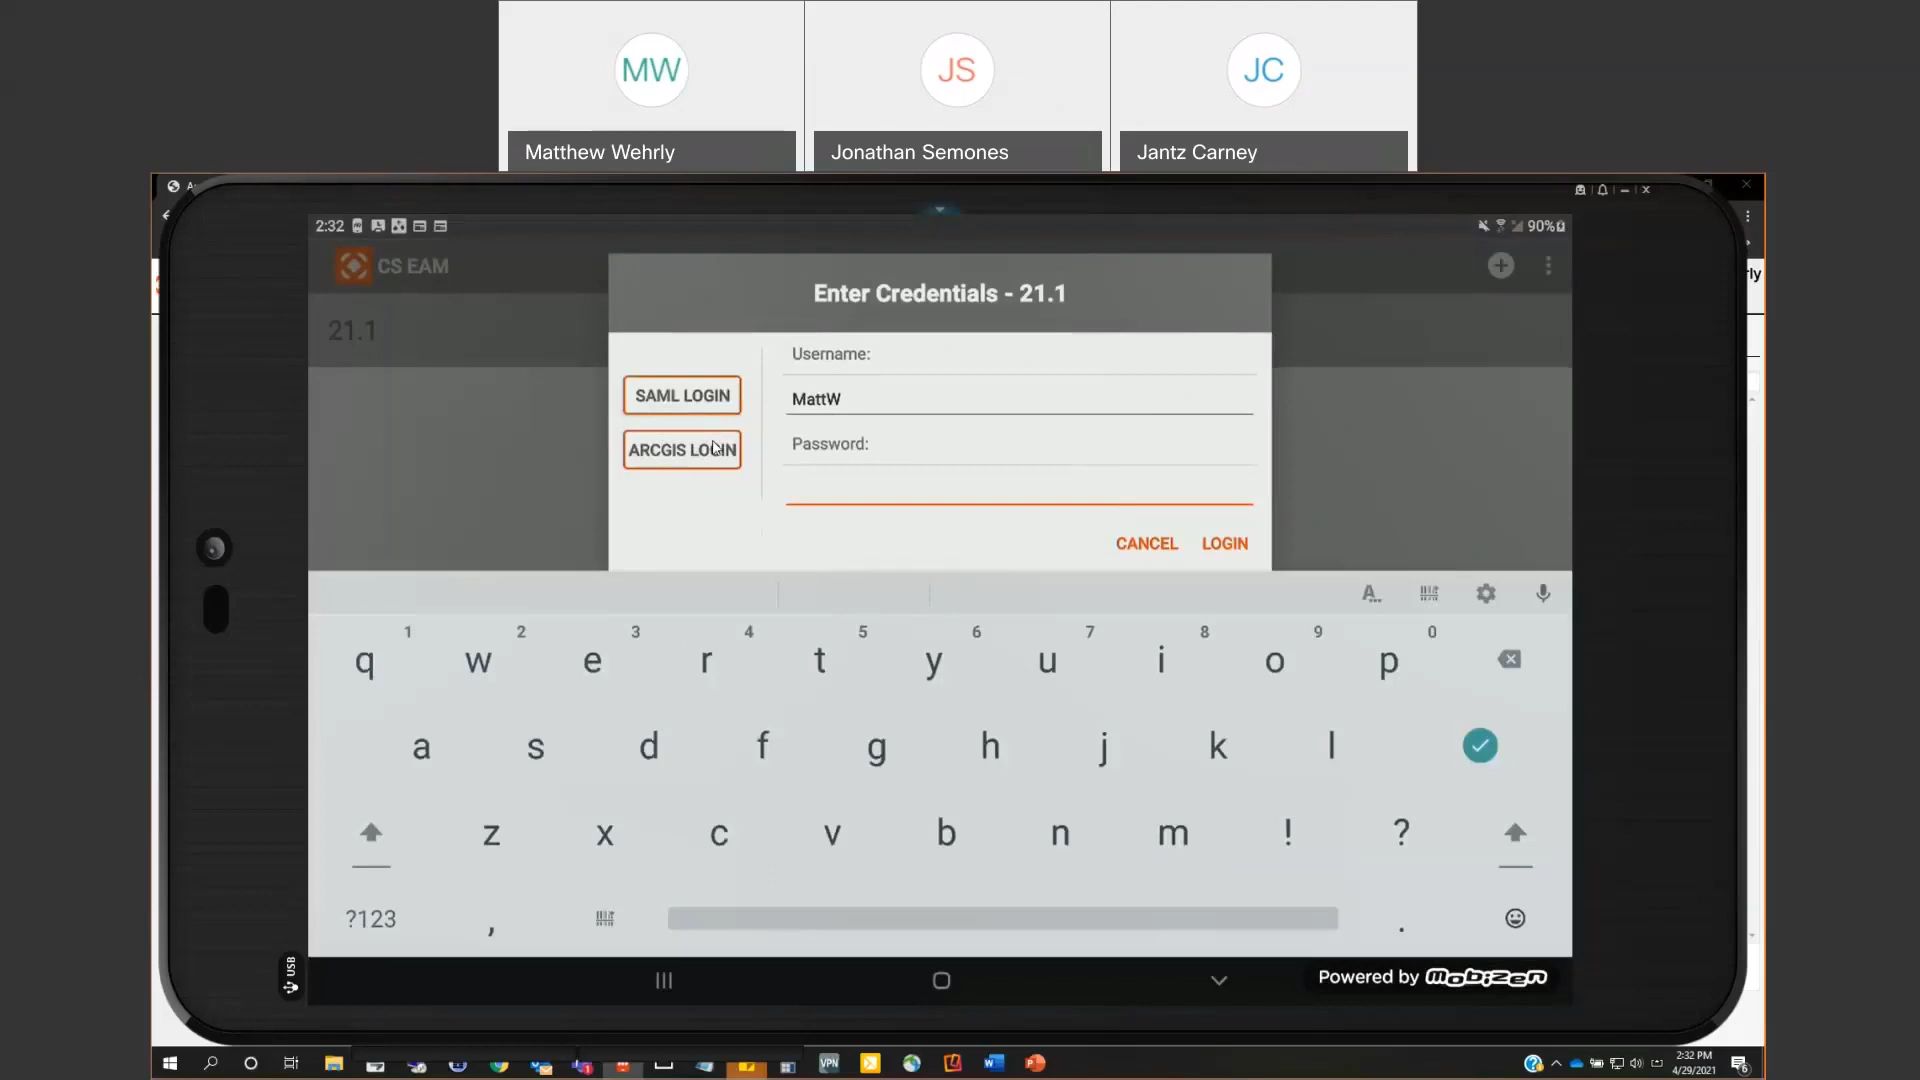 MW
JS
JC
Matthew Wehrly
Jonathan Semones
Jantz Carney
2:32
90%
CS EAM
21.1
Enter Credentials - 21.1
Username:
SAML LOGIN
MattW
Password:
ARCGIS LOGIN
CANCEL
LOGIN
1 2 3 4 5 6 7 8 9 0
q w e r t y u i o p
a s d f g h j k l
z x c v b n m ! ?
?123 , .
USB
Powered by Mobizen
VPN
2:32 PM
4/29/2021